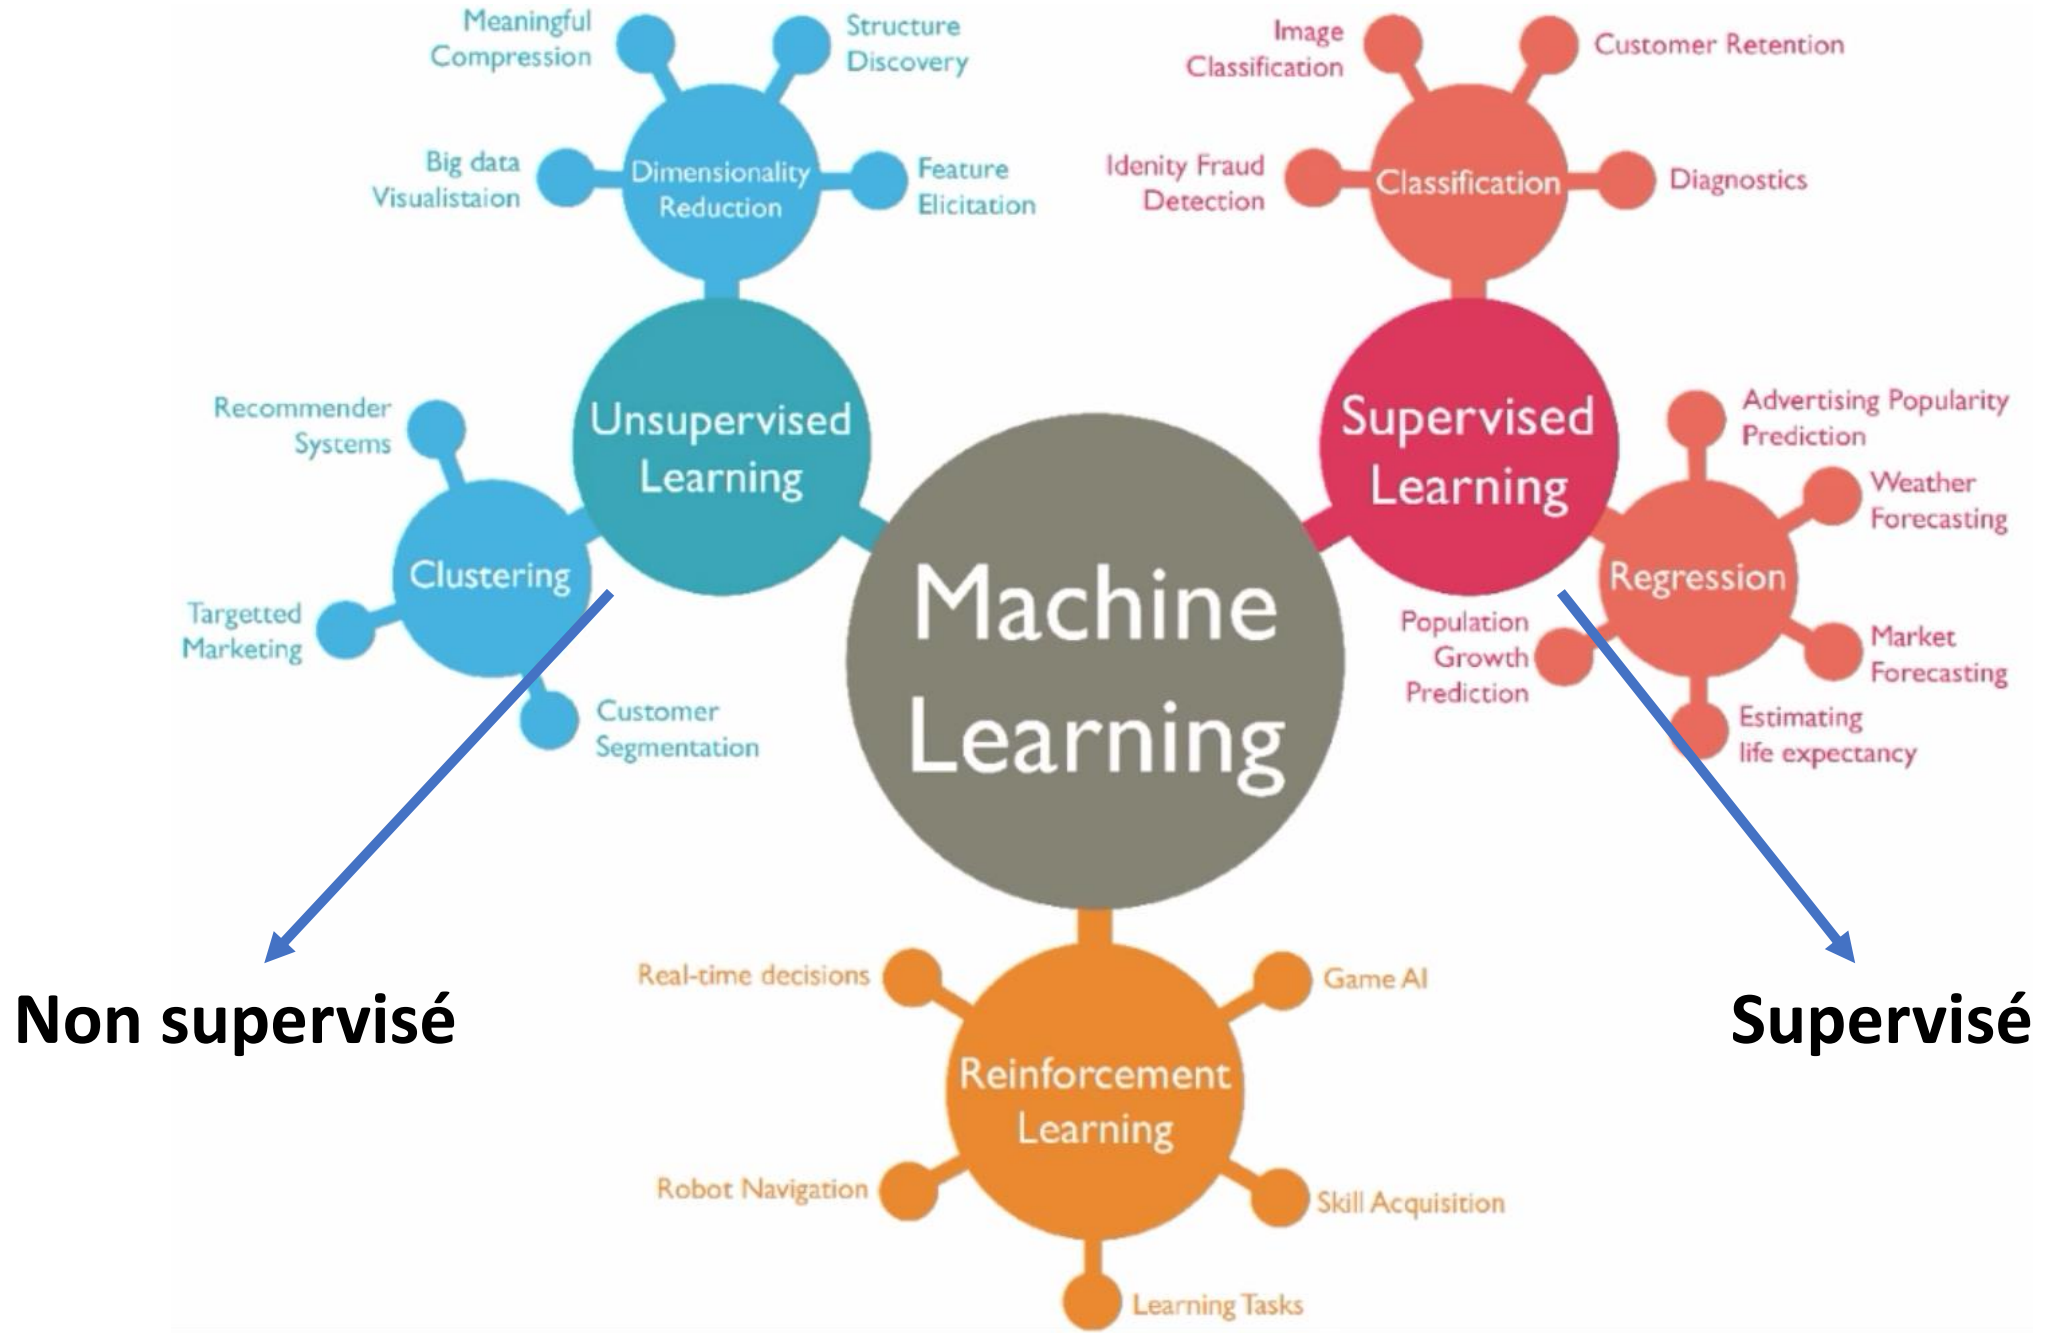 Meaningful
Compression
Structure
Discovery
Big data
Visualistaion
Dimensionality
Reduction
Feature
Elicitation
Image
Classification
Customer Retention
Idenity Fraud
Detection
Classification
Diagnostics
Recommender
Systems
Unsupervised
Learning
Clustering
Targetted
Marketing
Customer
Segmentation
Machine
Learning
Supervised
Learning
Advertising Popularity
Prediction
Weather
Forecasting
Regression
Population
Growth
Prediction
Market
Forecasting
Estimating
life expectancy
Non supervisé
Supervisé
Real-time decisions
Game AI
Reinforcement
Learning
Robot Navigation
Skill Acquisition
Learning Tasks